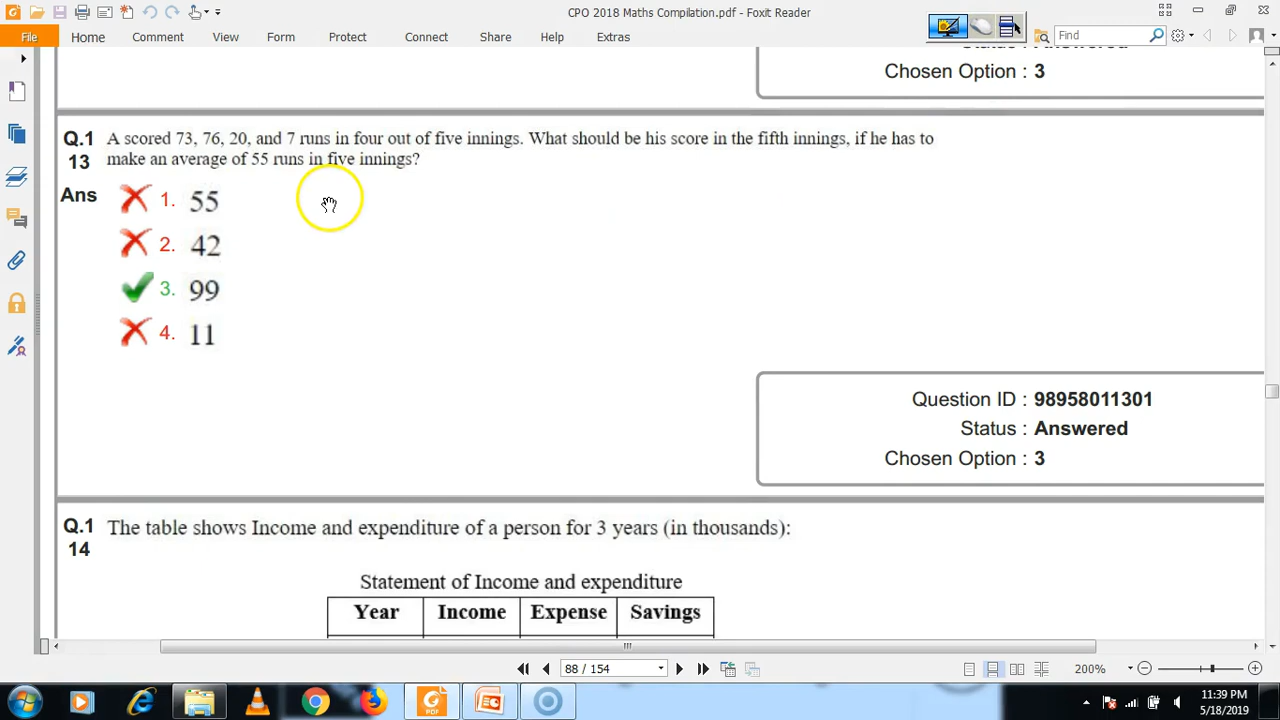 CPO 2018 Maths Compilation.pdf - Foxit Reader
File Home Comment View Form Protect Connect Share Help Extras Find
Chosen Option : 3
Q.1 A scored 73, 76, 20, and 7 runs in four out of five innings. What should be his score in the fifth innings, if he has to
13 make an average of 55 runs in five innings?
Ans 1. 55
2. 42
3. 99
4. 11
Question ID : 98958011301
Status : Answered
Chosen Option : 3
Q.1 The table shows Income and expenditure of a person for 3 years (in thousands):
14
Statement of Income and expenditure
Year Income Expense Savings
88 / 154 200%
PDF 11:39 PM
5/18/2019